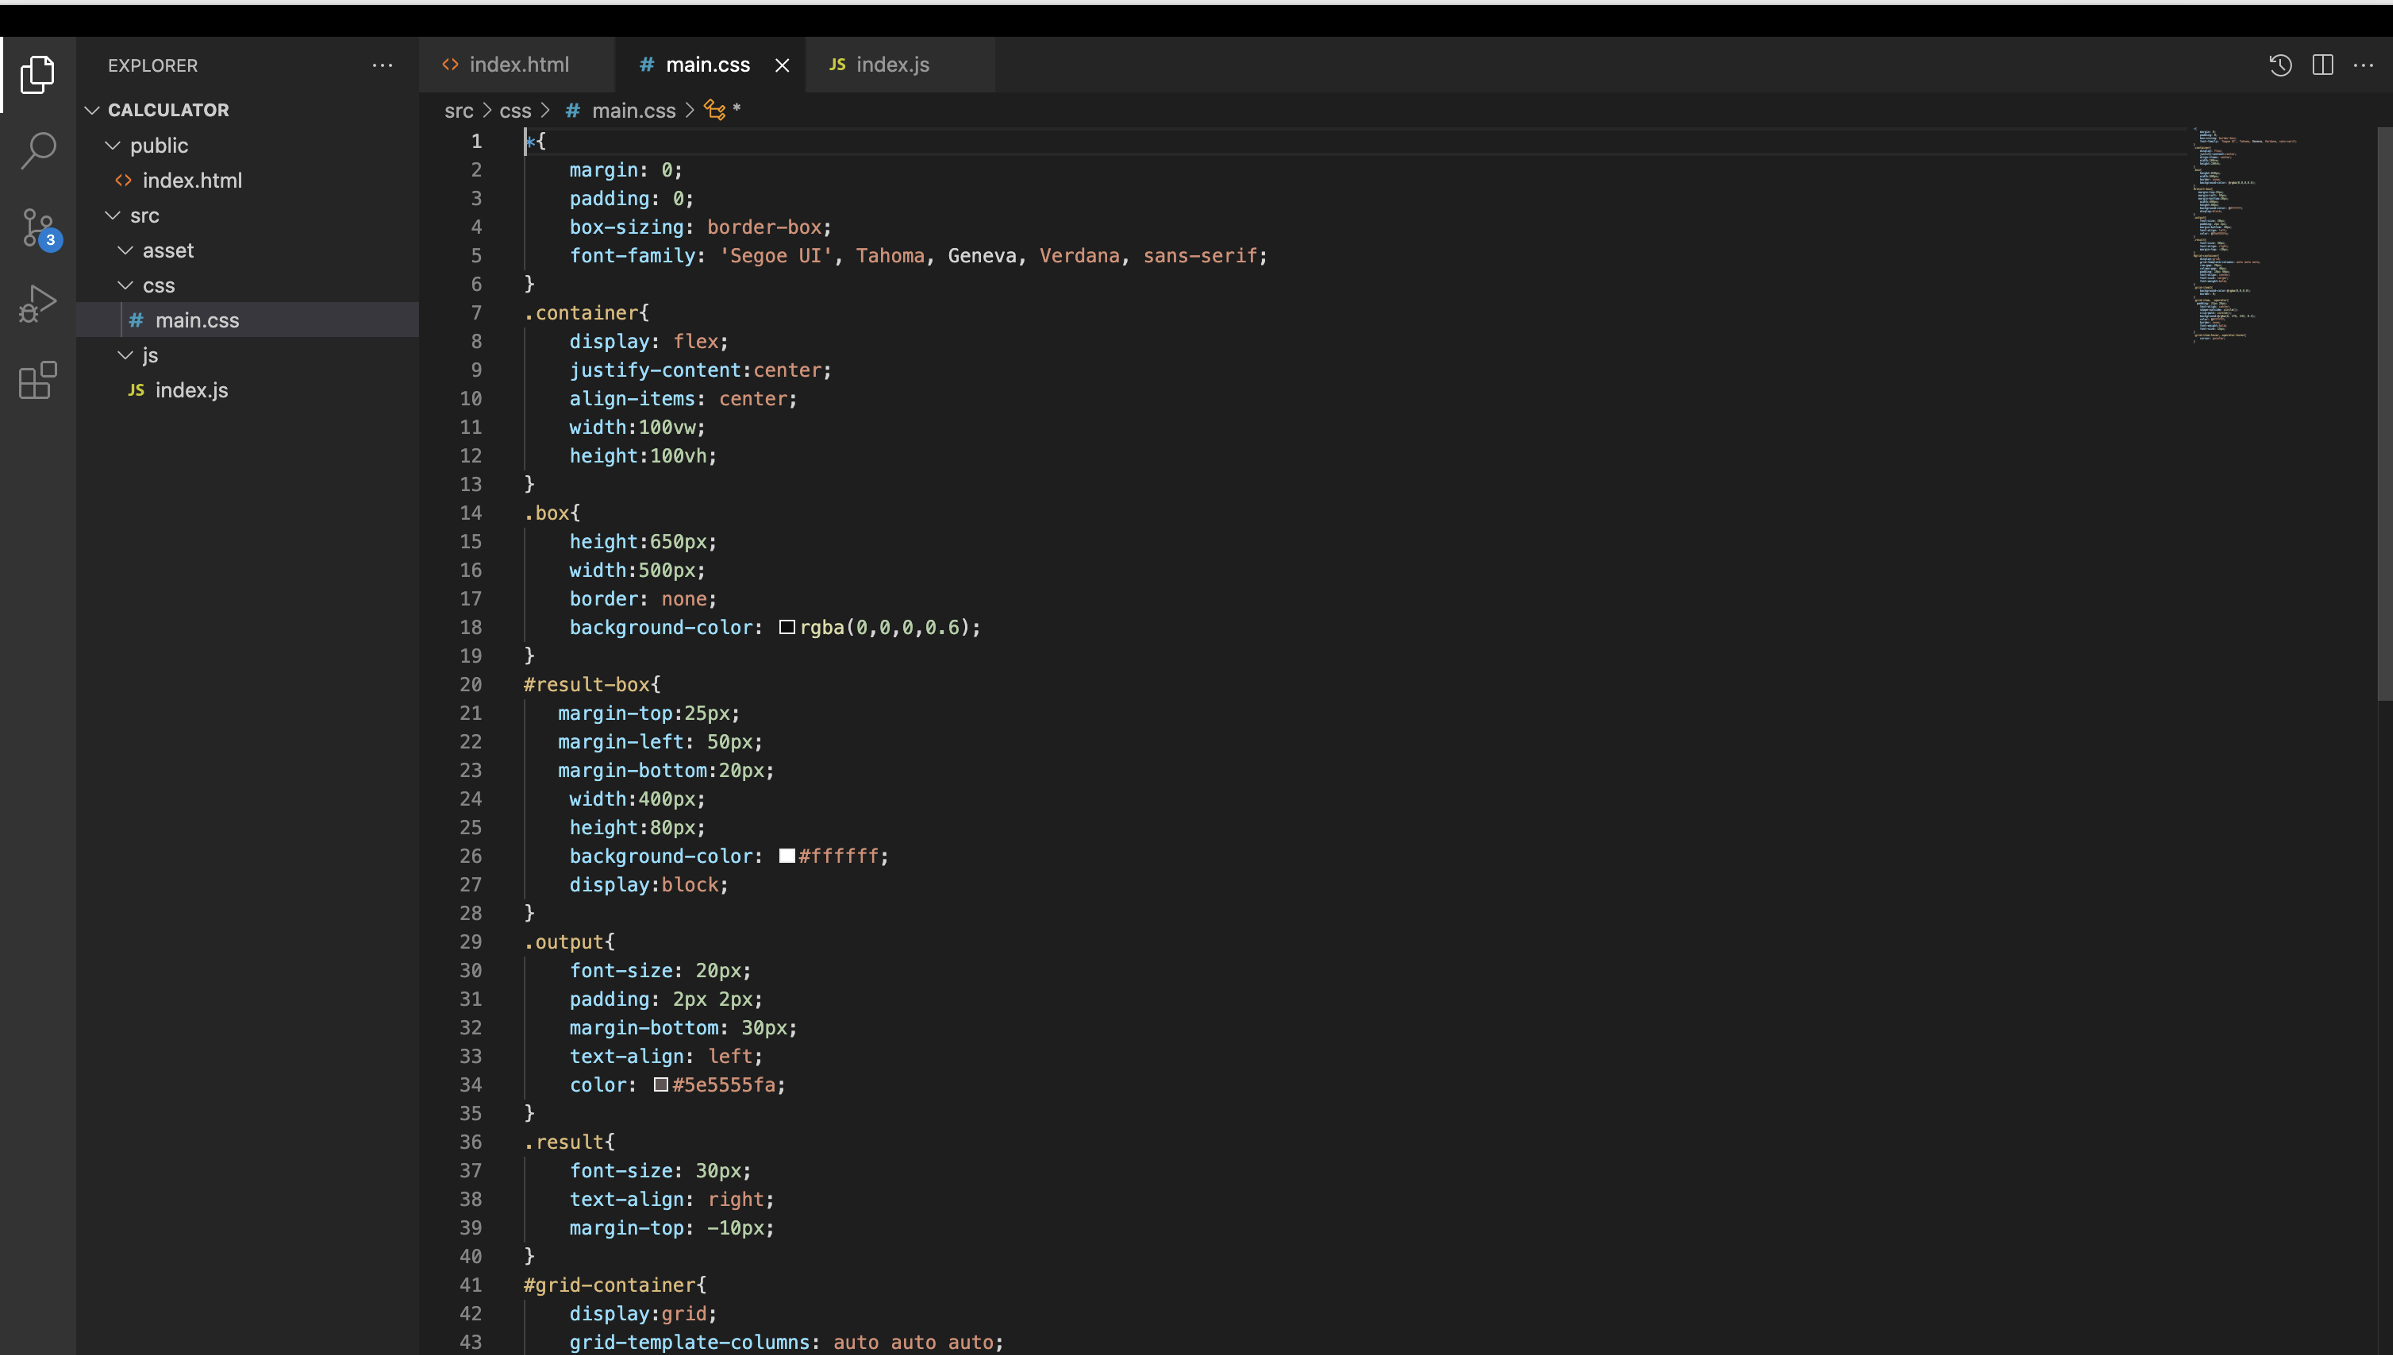 EXPLORER
CALCULATOR
public
index.html
src
asset
css
# main.css
js
JS index.js
3
<> index.html
# main.css
JS index.js
src > css > # main.css > *
1 *{
2 margin: 0;
3 padding: 0;
4 box-sizing: border-box;
5 font-family: 'Segoe UI', Tahoma, Geneva, Verdana, sans-serif;
6 }
7 .container{
8 display: flex;
9 justify-content:center;
10 align-items: center;
11 width:100vw;
12 height:100vh;
13 }
14 .box{
15 height:650px;
16 width:500px;
17 border: none;
18 background-color: rgba(0,0,0,0.6);
19 }
20 #result-box{
21 margin-top:25px;
22 margin-left: 50px;
23 margin-bottom:20px;
24 width:400px;
25 height:80px;
26 background-color: #ffffff;
27 display:block;
28 }
29 .output{
30 font-size: 20px;
31 padding: 2px 2px;
32 margin-bottom: 30px;
33 text-align: left;
34 color: #5e5555fa;
35 }
36 .result{
37 font-size: 30px;
38 text-align: right;
39 margin-top: -10px;
40 }
41 #grid-container{
42 display:grid;
43 grid-template-columns: auto auto auto;